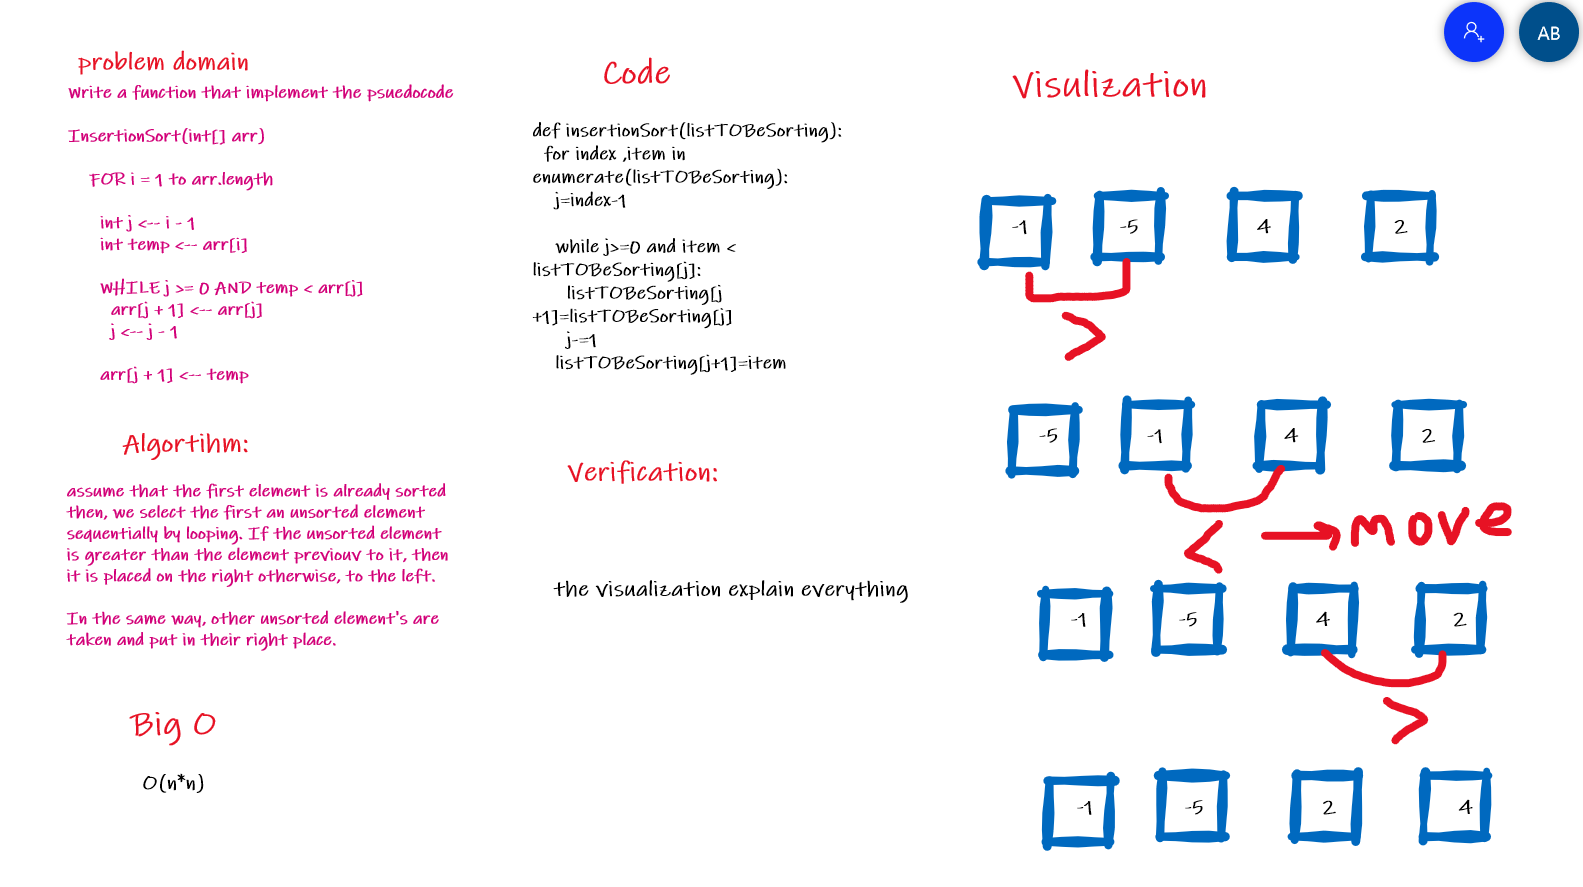 AB
problem domain
write a function that implement the psuedocode
InsertionSort(int[] arr)
FOR i = 1 to arr.length
int j <-- i - 1
int temp <-- arr[i]
WHILE j >= 0 AND temp < arr[j]
arr[j + 1] <-- arr[j]
j <-- j - 1
arr[j + 1] <-- temp
Algortihm:
assume that the first element is already sorted
then, we select the first an unsorted element
sequentially by looping. If the unsorted element
is greater than the element previouv to it, then
it is placed on the right otherwise, to the left.
In the same way, other unsorted element's are
taken and put in their right place.
Big O
O(n*n)
Code
def insertionSort(listTOBeSorting):
for index ,item in
enumerate(listTOBeSorting):
j=index-1
while j>=0 and item <
listTOBeSorting[j]:
listTOBeSorting[j
+1]=listTOBeSorting[j]
j-=1
listTOBeSorting[j+1]=item
Verification:
the visualization explain everything
Visulization
-1 -5 4 2
>
-5 -1 4 2
< → move
-1 -5 4 2
>
-1 -5 2 4